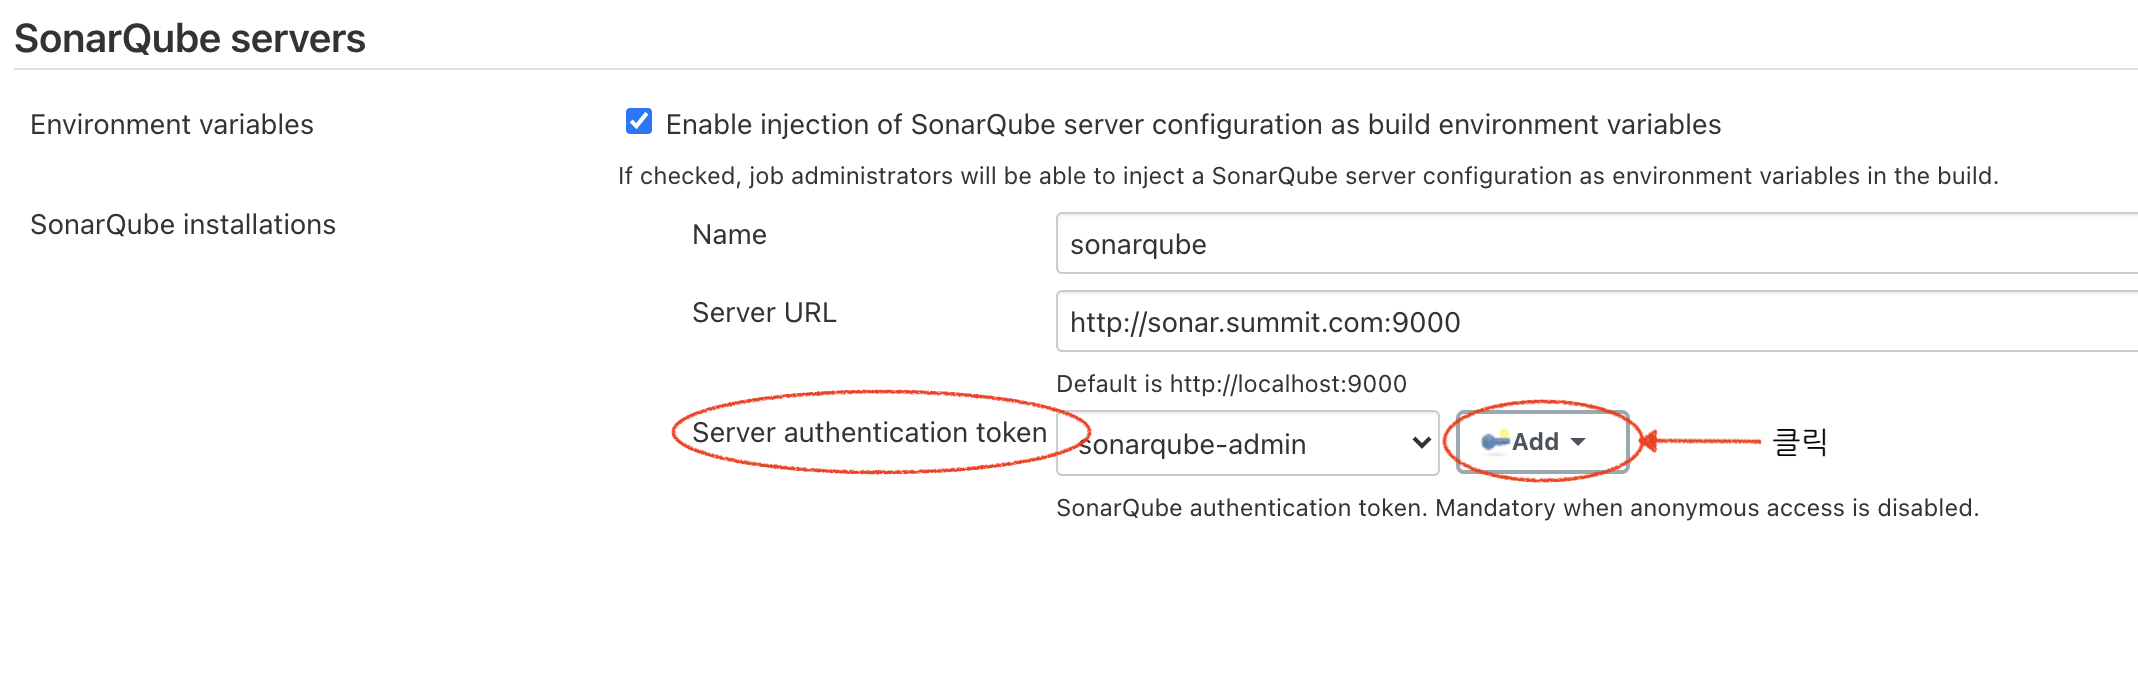 SonarQube servers
Environment variables
Enable injection of SonarQube server configuration as build environment variables
If checked, job administrators will be able to inject a SonarQube server configuration as environment variables in the build.
SonarQube installations
Name
sonarqube
Server URL
http://sonar.summit.com:9000
Default is http://localhost:9000
Server authentication token
sonarqube-admin
Add
클릭
SonarQube authentication token. Mandatory when anonymous access is disabled.